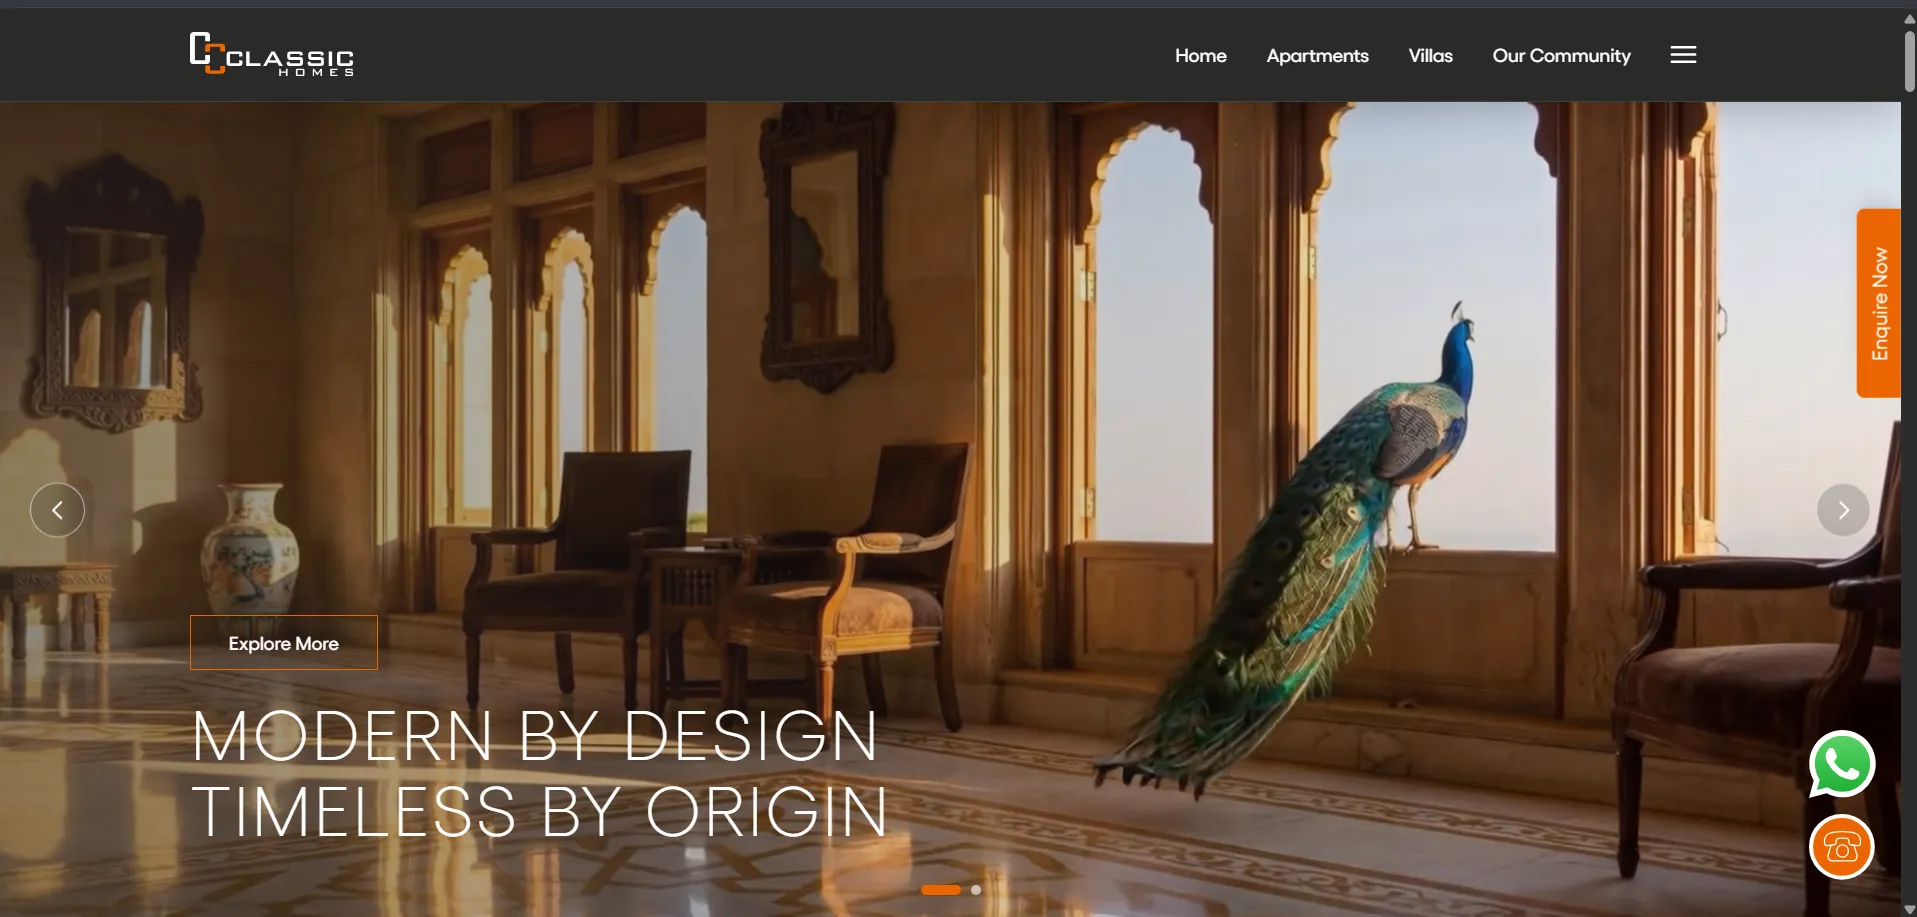 CLASSIC
HOMES
Home
Apartments
Villas
Our Community
Enquire Now
Explore More
MODERN BY DESIGN
TIMELESS BY ORIGIN